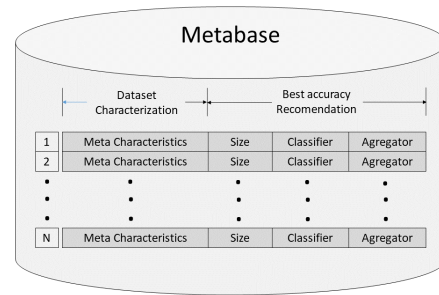 Metabase
Dataset Characterization
Best accuracy Recomendation
1 Meta Characteristics Size Classifier Agregator
2 Meta Characteristics Size Classifier Agregator
N Meta Characteristics Size Classifier Agregator